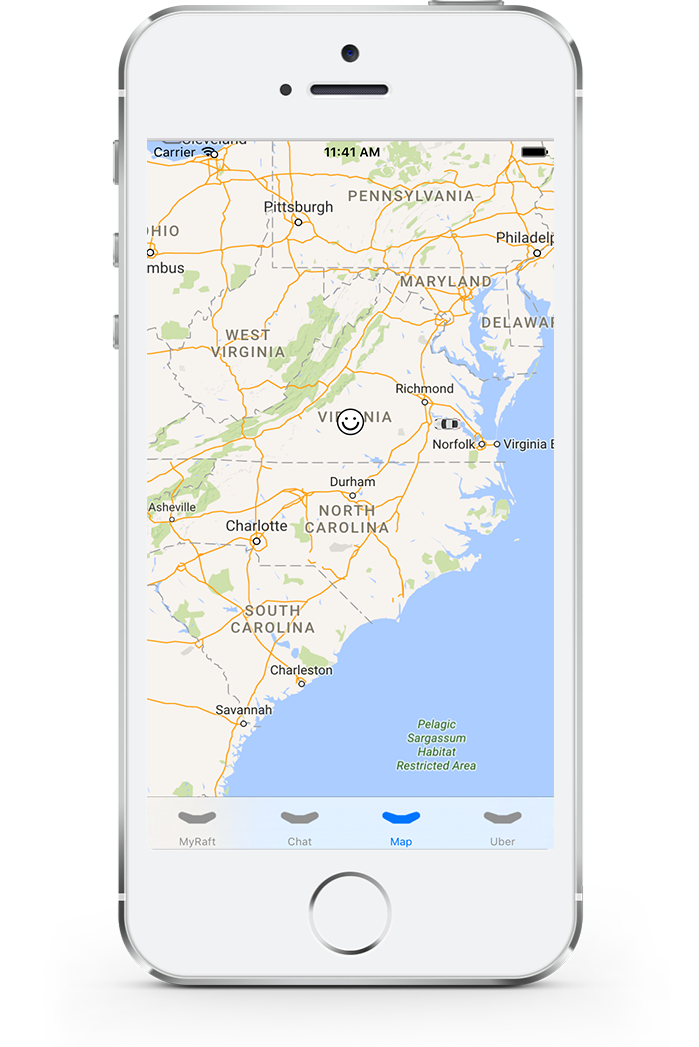 Cleveland
Carrier 11:41 AM
PENNSYLVANIA
Pittsburgh
HIO
Philadelp
mbus
MARYLAND
DELAWAR
WEST
VIRGINIA
Richmond
VIRGINIA
Norfolk Virginia B
Durham
Asheville
NORTH
CAROLINA
Charlotte
SOUTH
CAROLINA
Charleston
Savannah
Pelagic
Sargassum
Habitat
Restricted Area
MyRaft Chat Map Uber